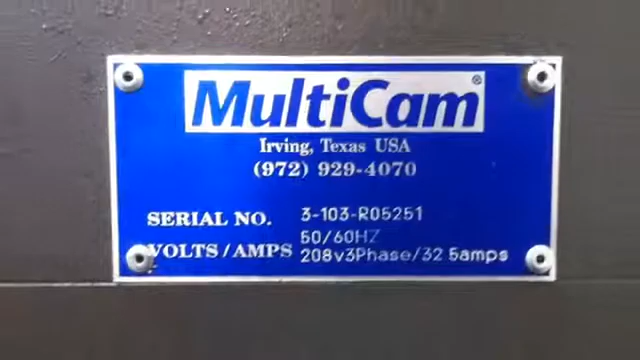 MultiCam®
Irving, Texas USA
(972) 929-4070
SERIAL NO. 3-103-R05251
50/60HZ
VOLTS/AMPS 208v3Phase/32 5amps